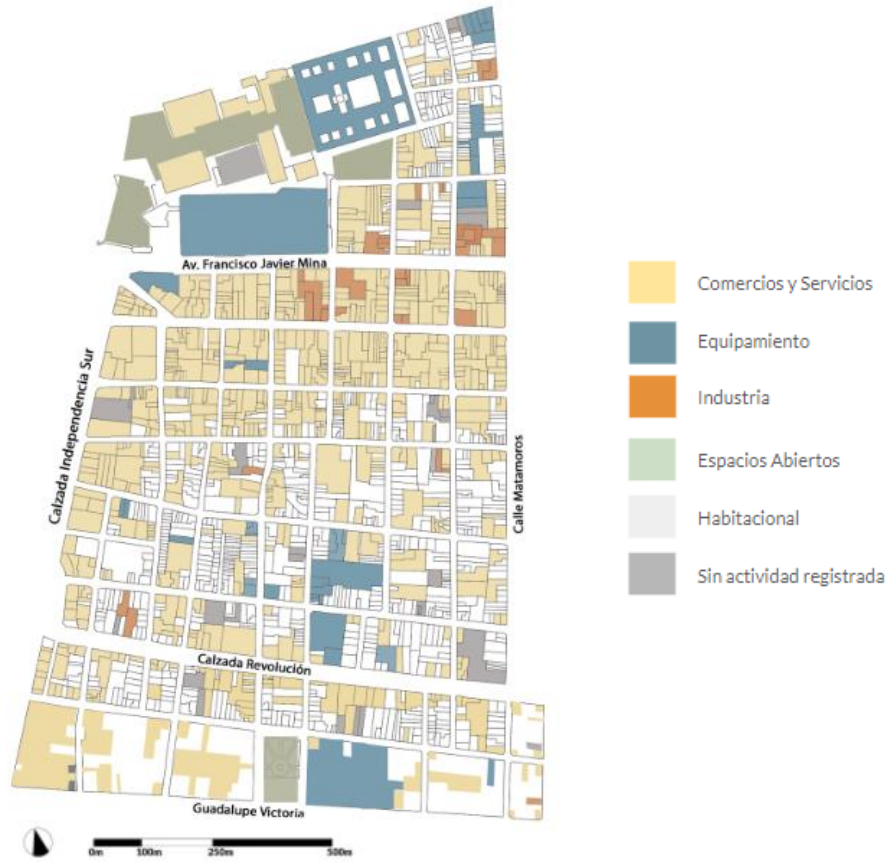 Av. Francisco Javier Mina
Calzada Independencia Sur
Calle Matamoros
Calzada Revolución
Guadalupe Victoria
0m 100m 250m 500m
Comercios y Servicios
Equipamiento
Industria
Espacios Abiertos
Habitacional
Sin actividad registrada